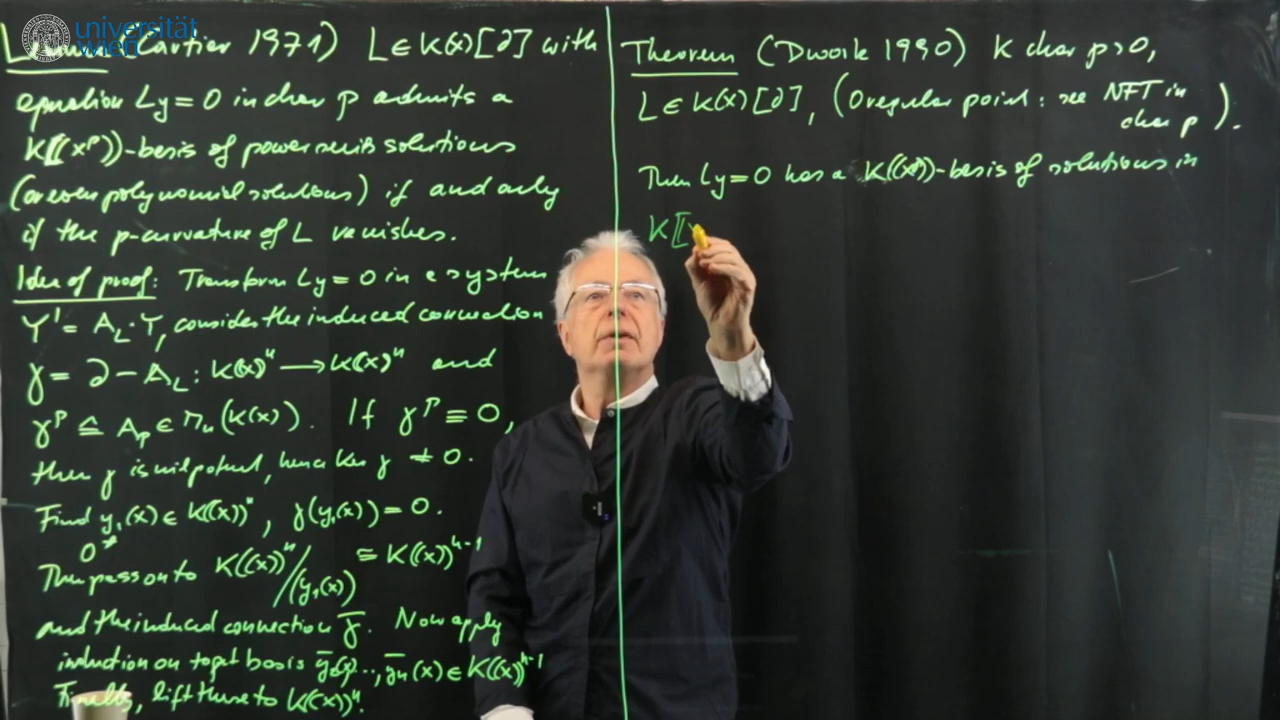 universität
wien
Lemma (Cartier 1971) L ∈ K(x)[∂] with
equation Ly = 0 in char p admits a
K((x^p))-basis of power series solutions
(or even polynomial solutions) if and only
if the p-curvature of L vanishes.
Idea of proof: Transform Ly = 0 in a system
Y' = A_L · Y, consider the induced connection
γ = ∂ - A_L : K(x)^n ⟶ K(x)^n and
γ^p ≙ A_p ∈ M_n(K(x)). If γ^p ≡ 0,
then γ is nilpotent, hence Ker γ ≠ 0.
Find y_1(x) ∈ K((x))^n, γ(y_1(x)) = 0.
0 ≠
Then pass on to K((x))^n/(y_1(x)) ≅ K((x))^{n-1}
and the induced connection γ̄. Now apply
induction on to get basis ȳ_2(x), ..., ȳ_n(x) ∈ K((x))^{n-1}
Finally, lift these to K((x))^n.
Theorem (Dwork 1990) K char p > 0,
L ∈ K(x)[∂], (0 regular point: see NFT in
char p).
Then Ly = 0 has a K((x^p))-basis of solutions in
K[[x